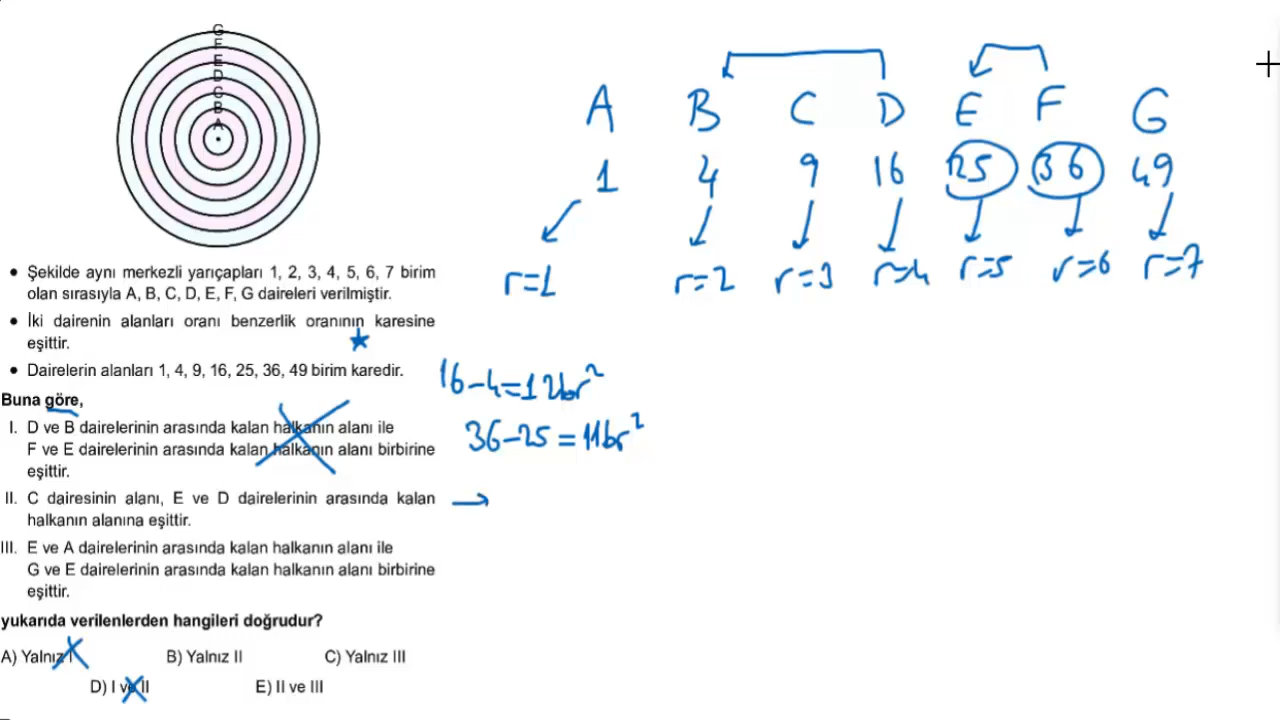 G
F
E
D
C
B
A
A B C D E F G
1 4 9 16 25 36 49
r=1 r=2 r=3 r=4 r=5 r=6 r=7
• Şekilde aynı merkezli yarıçapları 1, 2, 3, 4, 5, 6, 7 birim
olan sırasıyla A, B, C, D, E, F, G daireleri verilmiştir.
• İki dairenin alanları oranı benzerlik oranının karesine
eşittir.
• Dairelerin alanları 1, 4, 9, 16, 25, 36, 49 birim karedir.
16-4=12br²
36-25=11br²
Buna göre,
I. D ve B dairelerinin arasında kalan halkanın alanı ile
F ve E dairelerinin arasında kalan halkanın alanı birbirine
eşittir.
II. C dairesinin alanı, E ve D dairelerinin arasında kalan
halkanın alanına eşittir.
III. E ve A dairelerinin arasında kalan halkanın alanı ile
G ve E dairelerinin arasında kalan halkanın alanı birbirine
eşittir.
yukarıda verilenlerden hangileri doğrudur?
A) Yalnız I B) Yalnız II C) Yalnız III
D) I ve II E) II ve III